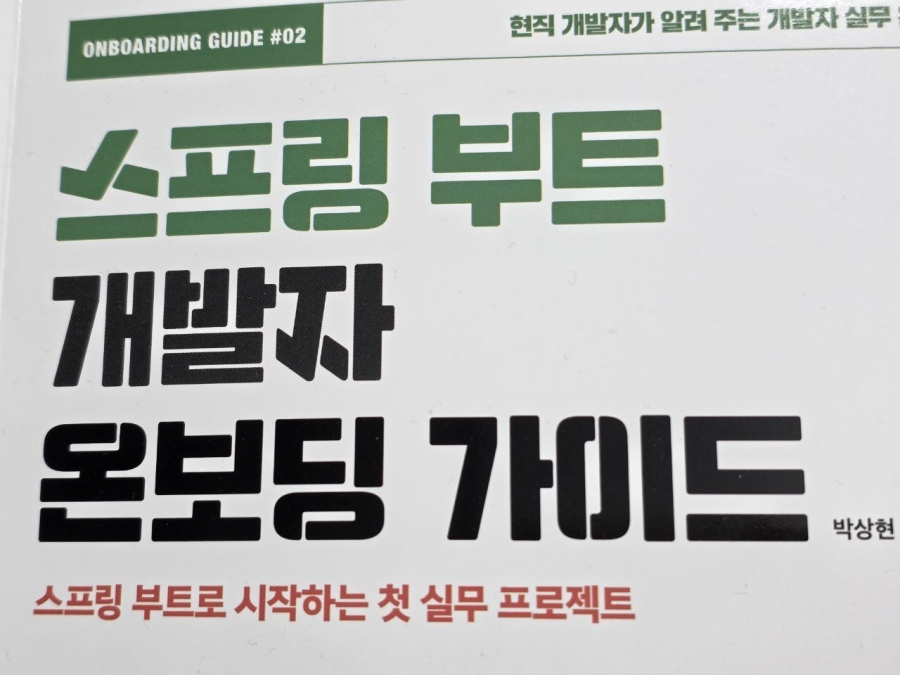 ONBOARDING GUIDE #02
현직 개발자가 알려 주는 개발자 실무
스프링 부트
개발자
온보딩 가이드
박상현
스프링 부트로 시작하는 첫 실무 프로젝트